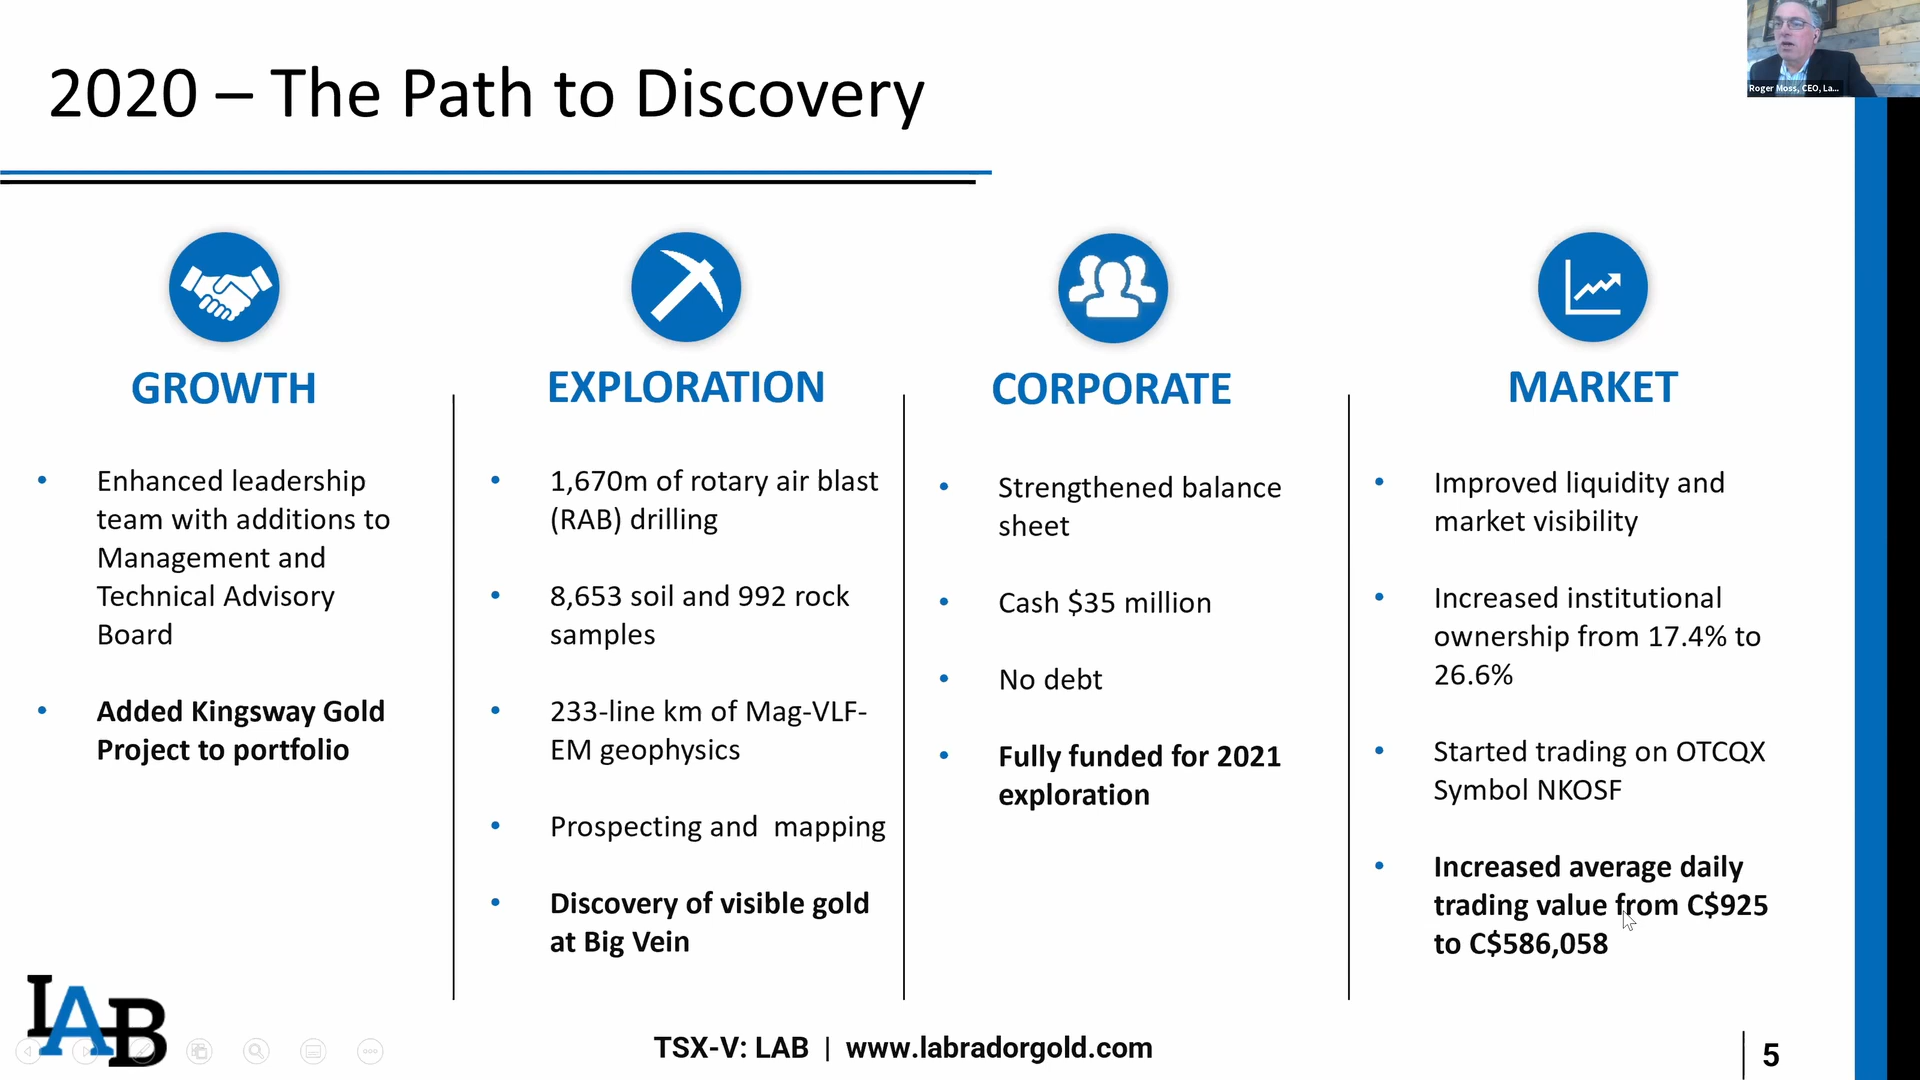 2020 – The Path to Discovery
Roger Moss, CEO, La...
GROWTH
Enhanced leadership
team with additions to
Management and
Technical Advisory
Board
Added Kingsway Gold
Project to portfolio
EXPLORATION
1,670m of rotary air blast
(RAB) drilling
8,653 soil and 992 rock
samples
233-line km of Mag-VLF-
EM geophysics
Prospecting and  mapping
Discovery of visible gold
at Big Vein
CORPORATE
Strengthened balance
sheet
Cash $35 million
No debt
Fully funded for 2021
exploration
MARKET
Improved liquidity and
market visibility
Increased institutional
ownership from 17.4% to
26.6%
Started trading on OTCQX
Symbol NKOSF
Increased average daily
trading value from C$925
to C$586,058
LAB
TSX-V: LAB | www.labradorgold.com
5